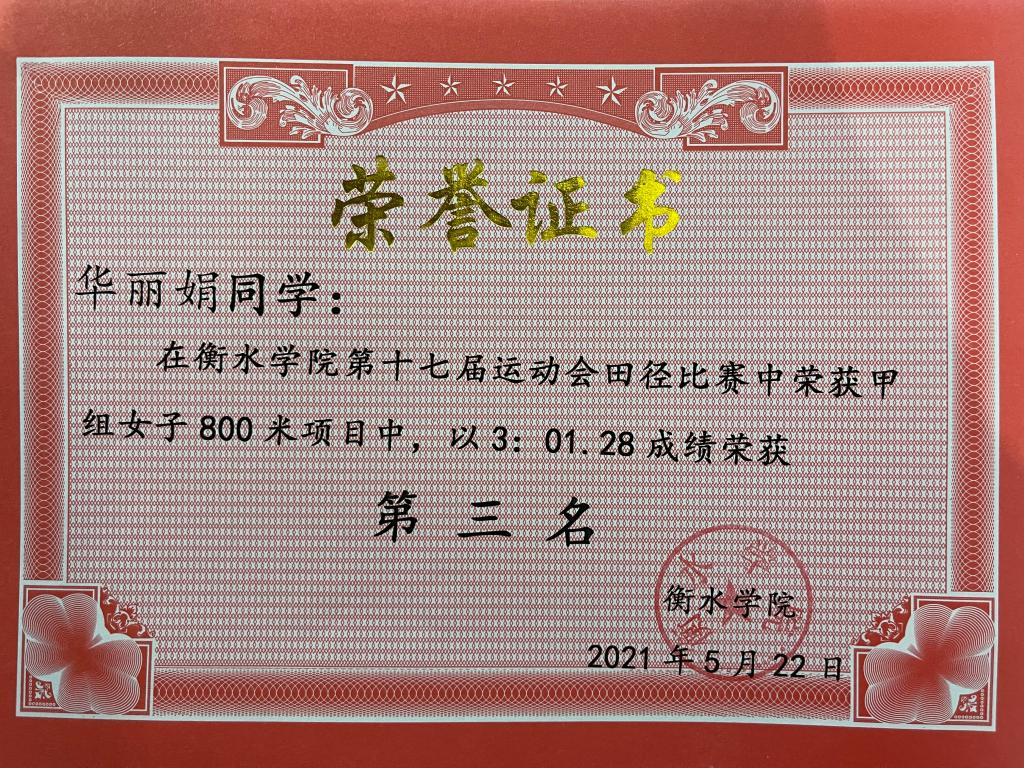 荣誉证书
华丽娟同学：
在衡水学院第十七届运动会田径比赛中荣获甲
组女子 800 米项目中，以 3：01.28 成绩荣获
第三名
衡水学院
2021 年 5 月 22 日